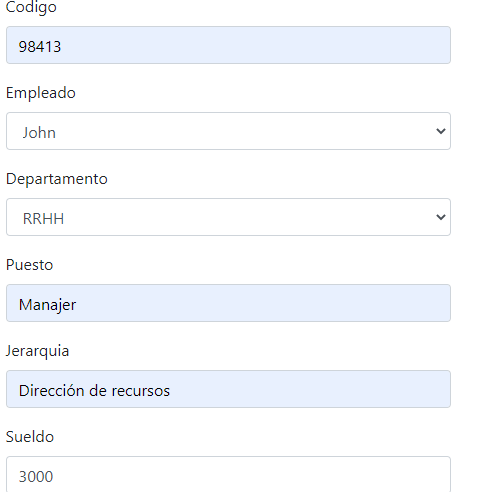 Codigo
98413
Empleado
John
Departamento
RRHH
Puesto
Manajer
Jerarquia
Dirección de recursos
Sueldo
3000